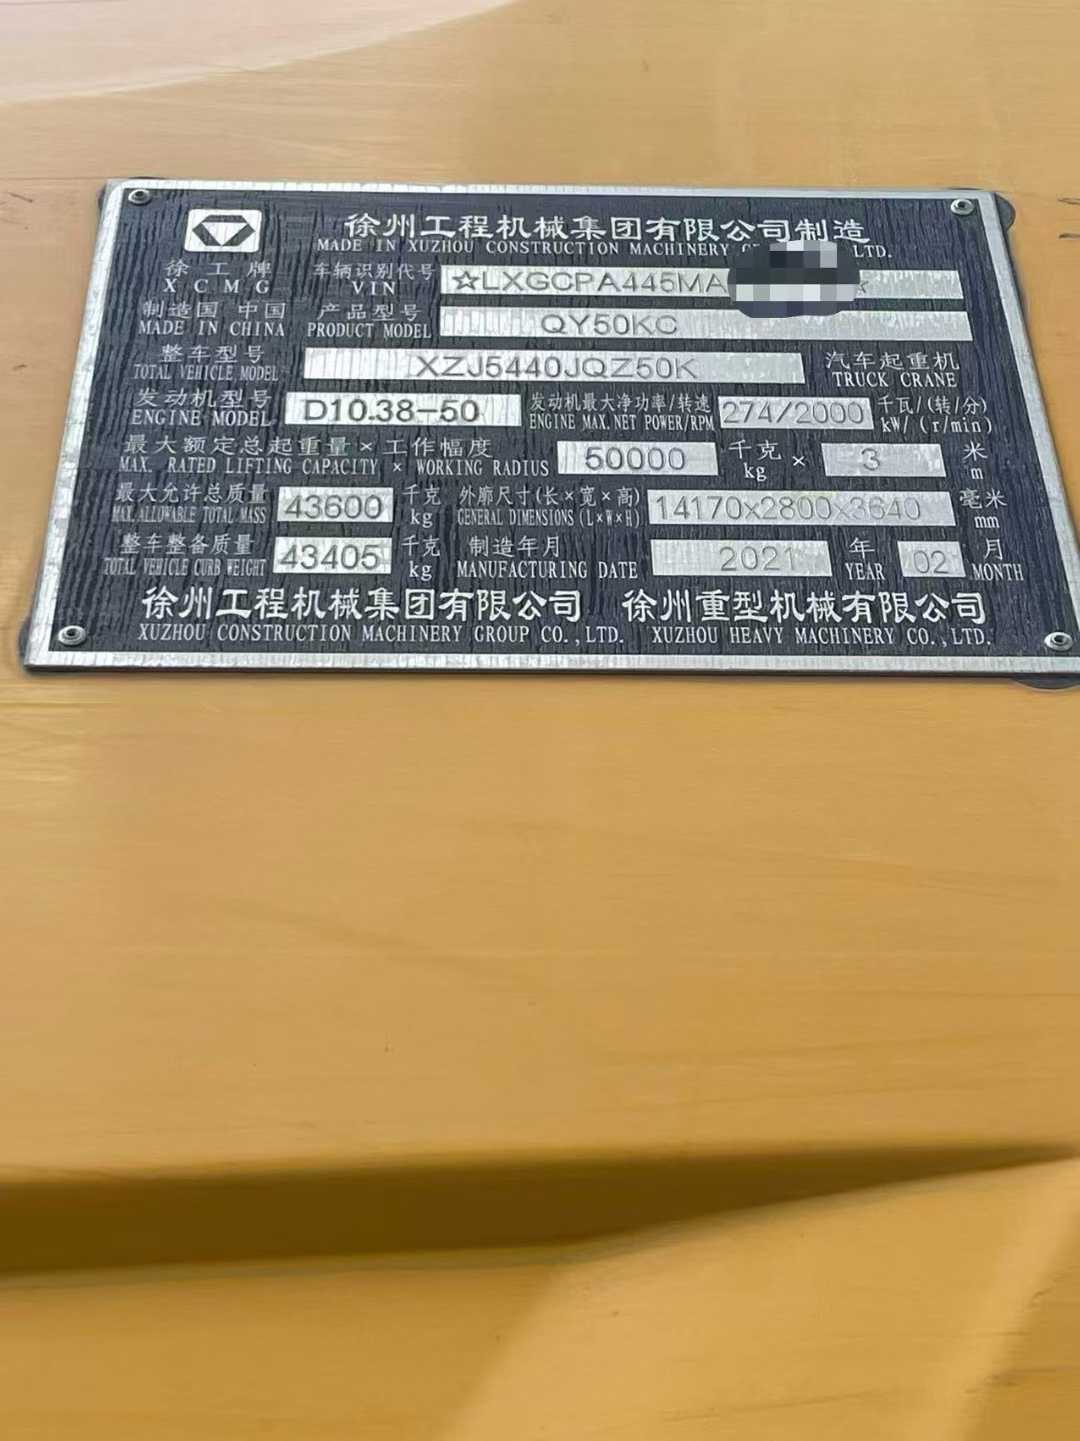 徐州工程机械集团有限公司制造
MADE IN XUZHOU CONSTRUCTION MACHINERY LTD.
徐工牌 车辆识别代号
XCMG VIN ☆LXGCPA445MA
制造国 中国 产品型号
MADE IN CHINA PRODUCT MODEL QY50KC
整车型号 汽车起重机
TOTAL VEHICLE MODEL XZJ5440JQZ50K TRUCK CRANE
发动机型号 发动机最大净功率/转速 千瓦/(转/分)
ENGINE MODEL D10.38-50 ENGINE MAX.NET POWER/RPM 274/2000 kW/(r/min)
最大额定总起重量×工作幅度 千克 米
MAX. RATED LIFTING CAPACITY × WORKING RADIUS 50000 kg × 3 m
最大允许总质量 千克 外廓尺寸(长×宽×高) 毫米
MAX.ALLOWABLE TOTAL MASS 43600 kg GENERAL DIMENSIONS(L×W×H) 14170x2800x3640 mm
整车整备质量 千克 制造年月 年 月
TOTAL VEHICLE CURB WEIGHT 43405 kg MANUFACTURING DATE 2021 YEAR 02 MONTH
徐州工程机械集团有限公司 徐州重型机械有限公司
XUZHOU CONSTRUCTION MACHINERY GROUP CO.,LTD. XUZHOU HEAVY MACHINERY CO.,LTD.